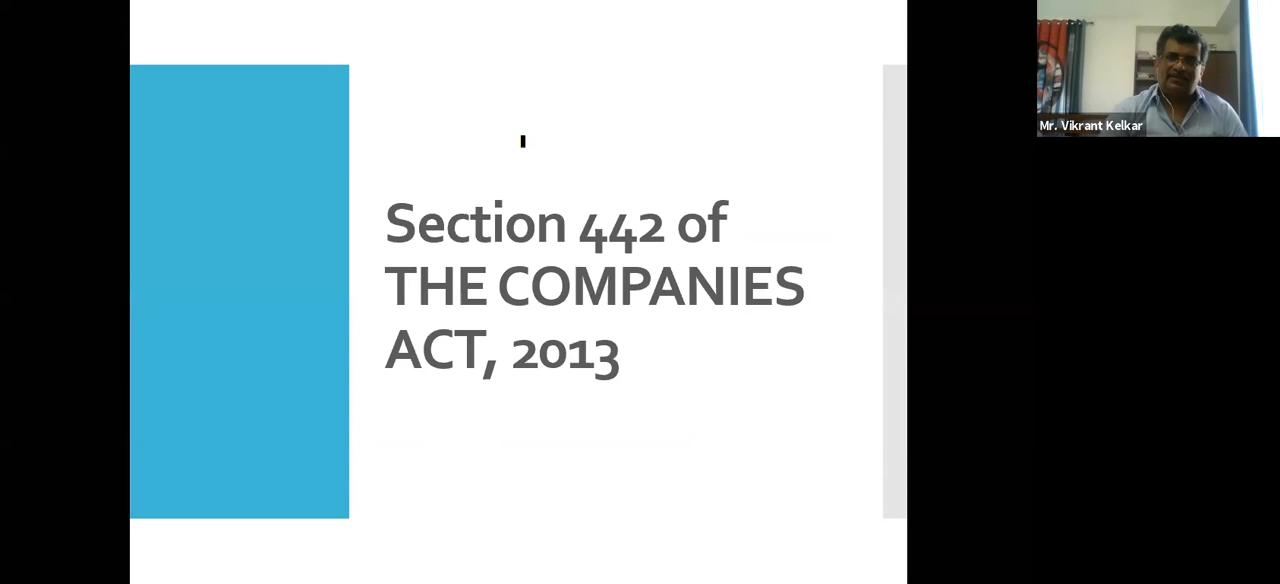 Section 442 of
THE COMPANIES
ACT, 2013
Mr. Vikrant Kelkar